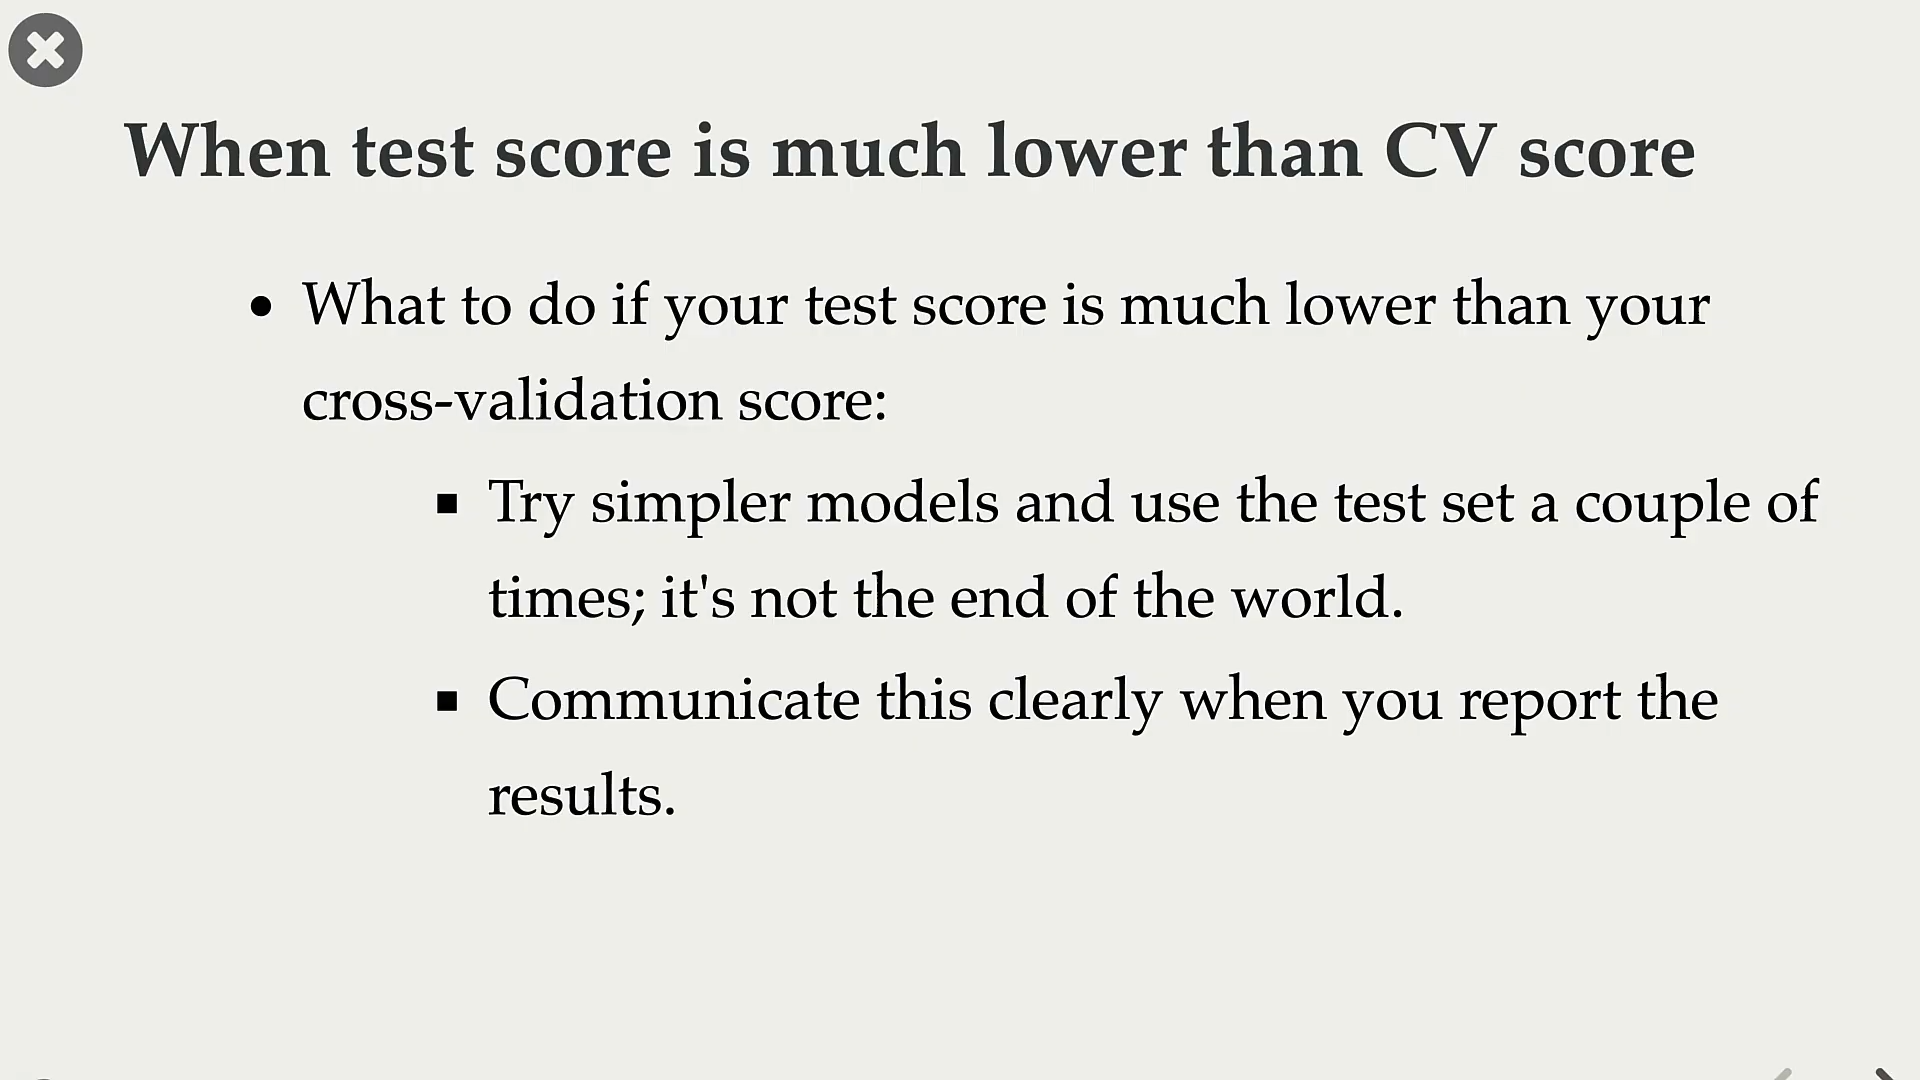 When test score is much lower than CV score
• What to do if your test score is much lower than your
cross-validation score:
▪ Try simpler models and use the test set a couple of
times; it's not the end of the world.
▪ Communicate this clearly when you report the
results.